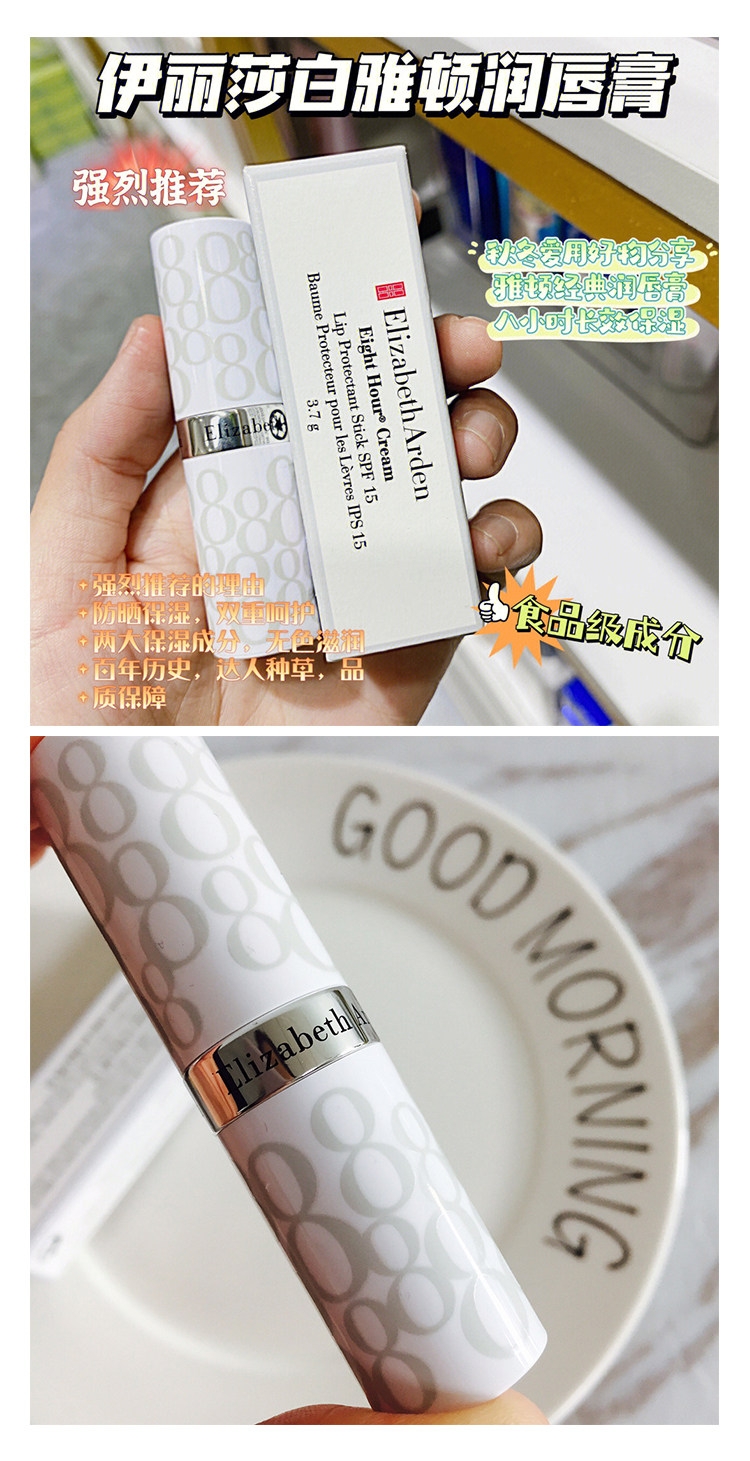 伊丽莎白雅顿润唇膏
强烈推荐
秋冬爱用好物分享
雅顿经典润唇膏
八小时长效保湿
Elizabeth Arden
Eight Hour® Cream
Lip Protectant Stick SPF 15
Baume Protecteur pour les Lèvres IPS 15
3.7 g
Elizabe
+强烈推荐的理由
+防晒保湿，双重呵护
+两大保湿成分，无色滋润
+百年历史，达人种草，品
+质保障
食品级成分
GOOD MORNING
Elizabeth A